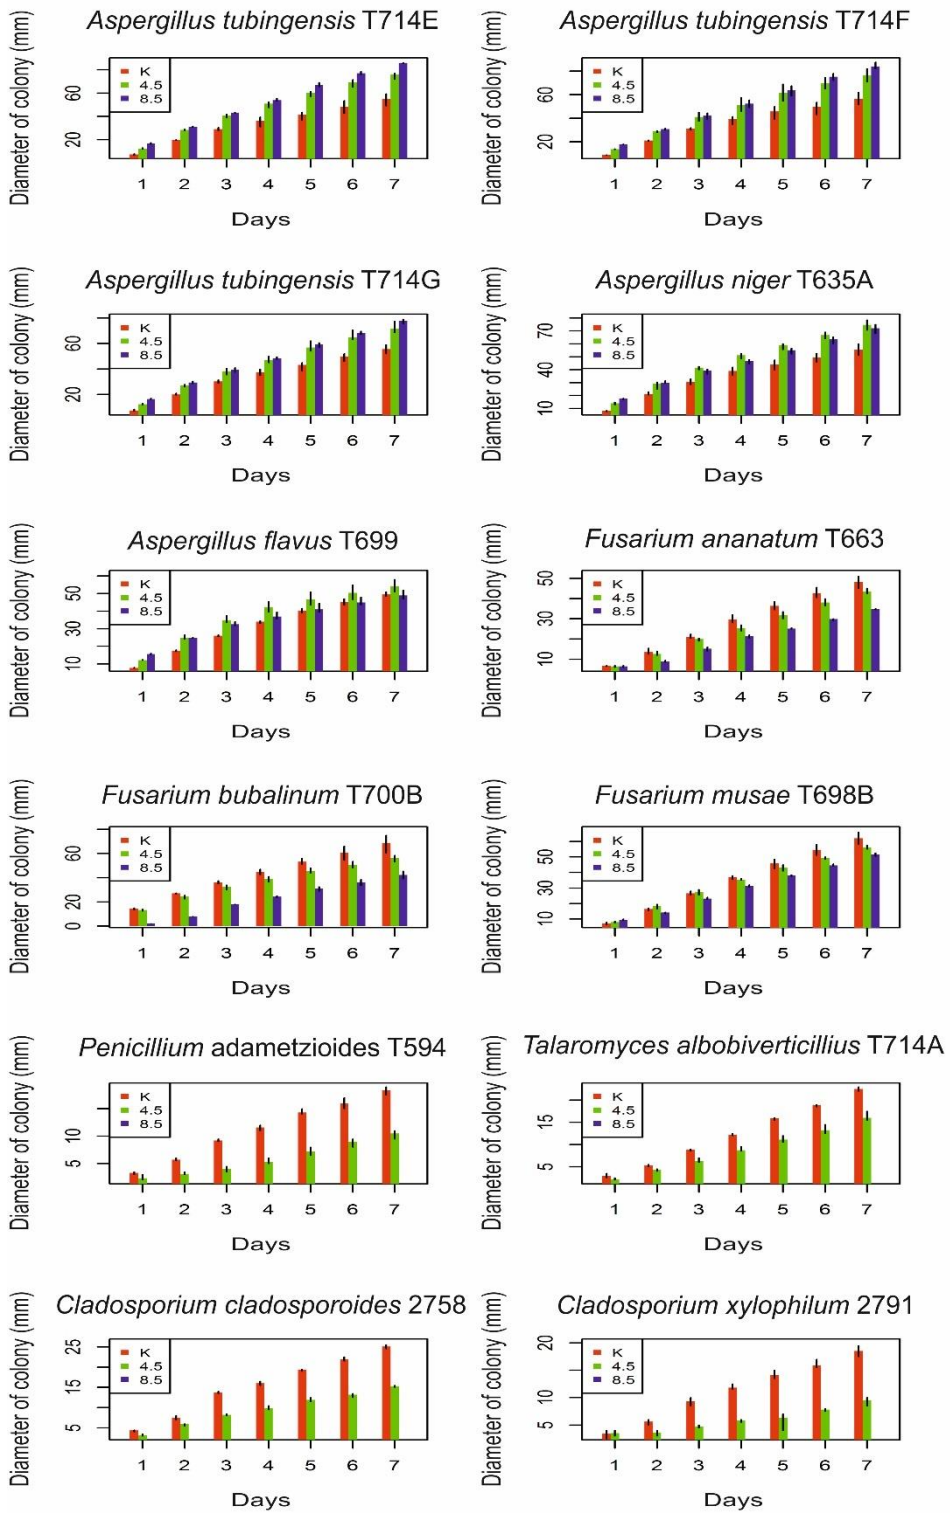 Aspergillus tubingensis T714E
Diameter of colony (mm)
60
20
K
4.5
8.5
1 2 3 4 5 6 7
Days
Aspergillus tubingensis T714F
Diameter of colony (mm)
60
20
K
4.5
8.5
1 2 3 4 5 6 7
Days
Aspergillus tubingensis T714G
Diameter of colony (mm)
60
20
K
4.5
8.5
1 2 3 4 5 6 7
Days
Aspergillus niger T635A
Diameter of colony (mm)
70
40
10
K
4.5
8.5
1 2 3 4 5 6 7
Days
Aspergillus flavus T699
Diameter of colony (mm)
50
30
10
K
4.5
8.5
1 2 3 4 5 6 7
Days
Fusarium ananatum T663
Diameter of colony (mm)
50
30
10
K
4.5
8.5
1 2 3 4 5 6 7
Days
Fusarium bubalinum T700B
Diameter of colony (mm)
60
20
0
K
4.5
8.5
1 2 3 4 5 6 7
Days
Fusarium musae T698B
Diameter of colony (mm)
50
30
10
K
4.5
8.5
1 2 3 4 5 6 7
Days
Penicillium adametzioides T594
Diameter of colony (mm)
10
5
K
4.5
8.5
1 2 3 4 5 6 7
Days
Talaromyces albobiverticillius T714A
Diameter of colony (mm)
15
5
K
4.5
8.5
1 2 3 4 5 6 7
Days
Cladosporium cladosporoides 2758
Diameter of colony (mm)
25
15
5
K
4.5
8.5
1 2 3 4 5 6 7
Days
Cladosporium xylophilum 2791
Diameter of colony (mm)
20
10
5
K
4.5
8.5
1 2 3 4 5 6 7
Days